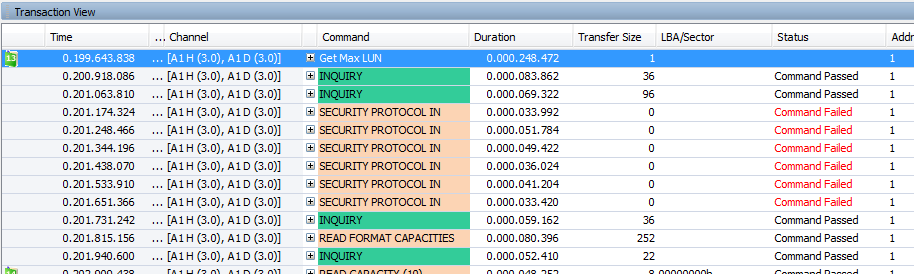 Transaction View
Time ... Channel Command Duration Transfer Size LBA/Sector Status Addr
13 0.199.643.838 ... [A1 H (3.0), A1 D (3.0)] Get Max LUN 0.000.248.472 1 1
0.200.918.086 ... [A1 H (3.0), A1 D (3.0)] INQUIRY 0.000.083.862 36 Command Passed 1
0.201.063.810 ... [A1 H (3.0), A1 D (3.0)] INQUIRY 0.000.069.322 96 Command Passed 1
0.201.174.324 ... [A1 H (3.0), A1 D (3.0)] SECURITY PROTOCOL IN 0.000.033.992 0 Command Failed 1
0.201.248.466 ... [A1 H (3.0), A1 D (3.0)] SECURITY PROTOCOL IN 0.000.051.784 0 Command Failed 1
0.201.344.196 ... [A1 H (3.0), A1 D (3.0)] SECURITY PROTOCOL IN 0.000.049.422 0 Command Failed 1
0.201.438.070 ... [A1 H (3.0), A1 D (3.0)] SECURITY PROTOCOL IN 0.000.036.024 0 Command Failed 1
0.201.533.910 ... [A1 H (3.0), A1 D (3.0)] SECURITY PROTOCOL IN 0.000.041.204 0 Command Failed 1
0.201.651.366 ... [A1 H (3.0), A1 D (3.0)] SECURITY PROTOCOL IN 0.000.033.420 0 Command Failed 1
0.201.731.242 ... [A1 H (3.0), A1 D (3.0)] INQUIRY 0.000.059.162 36 Command Passed 1
0.201.815.156 ... [A1 H (3.0), A1 D (3.0)] READ FORMAT CAPACITIES 0.000.080.396 252 Command Passed 1
0.201.940.600 ... [A1 H (3.0), A1 D (3.0)] INQUIRY 0.000.052.410 22 Command Passed 1
... [A1 H (3.0), A1 D (3.0)] READ CAPACITY (10) 0.000.048.252 8 00000000h Command Passed 1